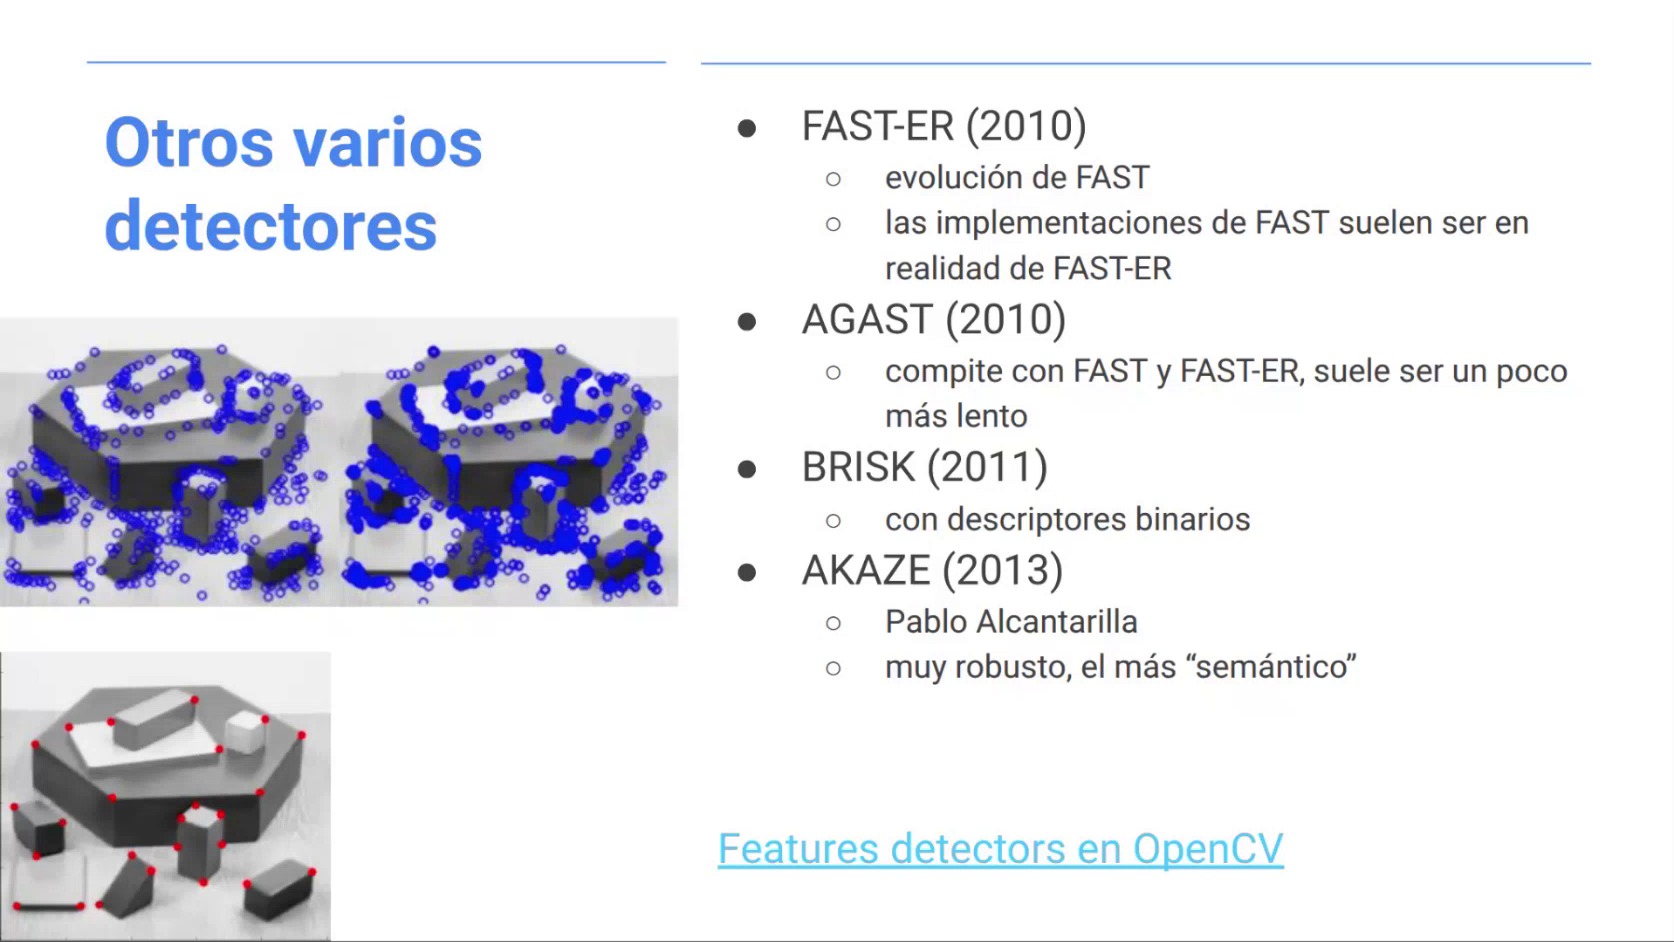 Otros varios
detectores
● FAST-ER (2010)
○ evolución de FAST
○ las implementaciones de FAST suelen ser en
realidad de FAST-ER
● AGAST (2010)
○ compite con FAST y FAST-ER, suele ser un poco
más lento
● BRISK (2011)
○ con descriptores binarios
● AKAZE (2013)
○ Pablo Alcantarilla
○ muy robusto, el más “semántico”
Features detectors en OpenCV